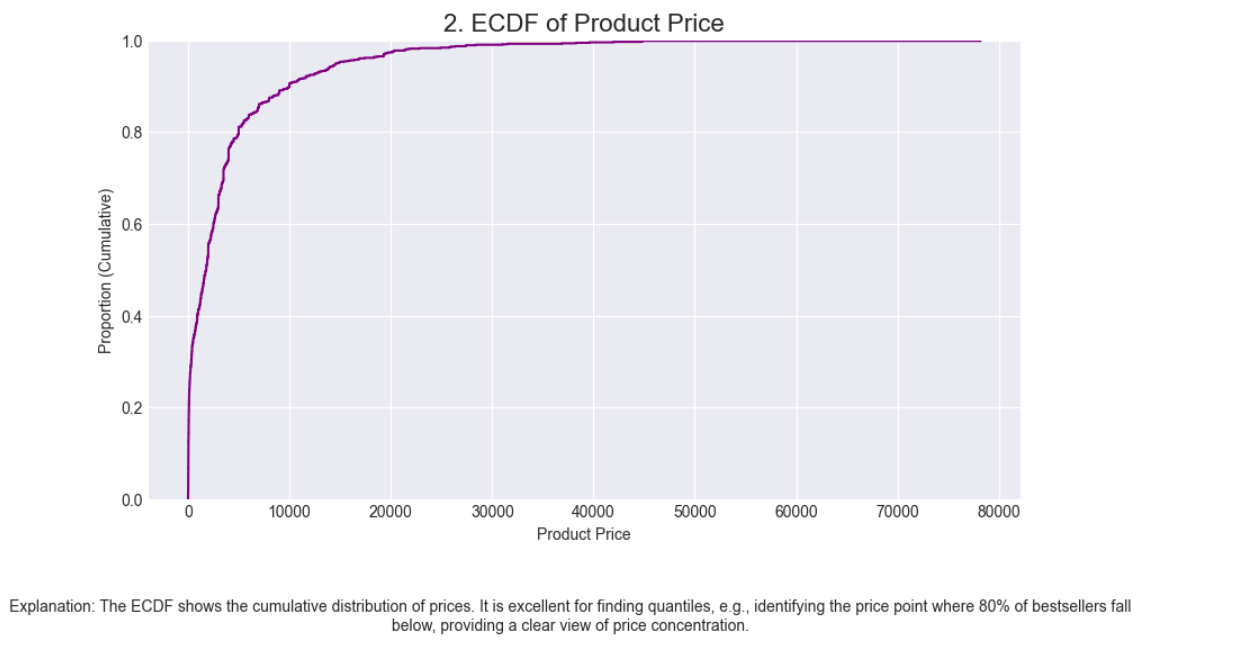 2. ECDF of Product Price
1.0
0.8
0.6
0.4
0.2
0.0
Proportion (Cumulative)
0 10000 20000 30000 40000 50000 60000 70000 80000
Product Price
Explanation: The ECDF shows the cumulative distribution of prices. It is excellent for finding quantiles, e.g., identifying the price point where 80% of bestsellers fall
below, providing a clear view of price concentration.